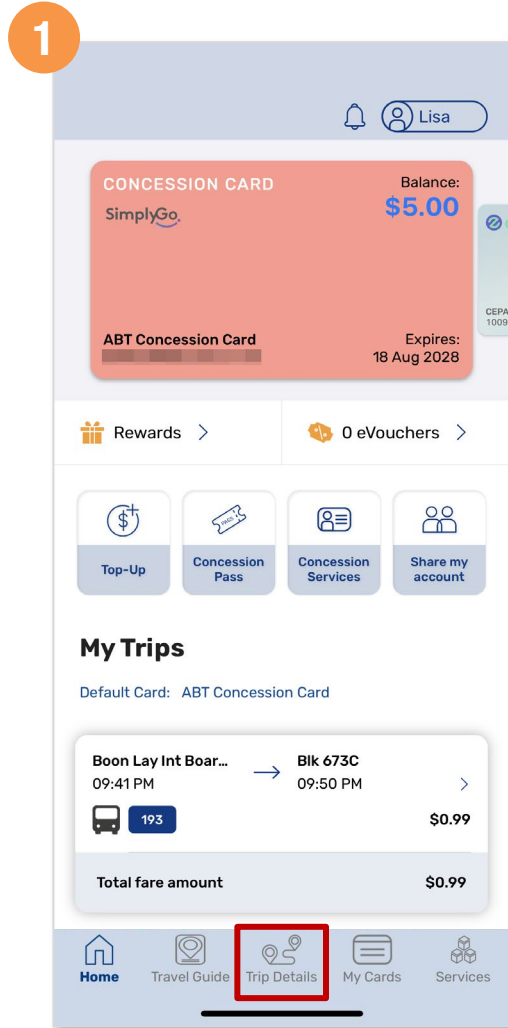 1
Lisa
CONCESSION CARD
Balance:
SimplyGo.
$5.00
CEPA
1009
ABT Concession Card
Expires:
18 Aug 2028
Rewards
0 eVouchers
PASS
Top-Up
Concession
Pass
Concession
Services
Share my
account
My Trips
Default Card: ABT Concession Card
Boon Lay Int Boar...
Blk 673C
09:41 PM
09:50 PM
193
$0.99
Total fare amount
$0.99
Home
Travel Guide
Trip Details
My Cards
Services